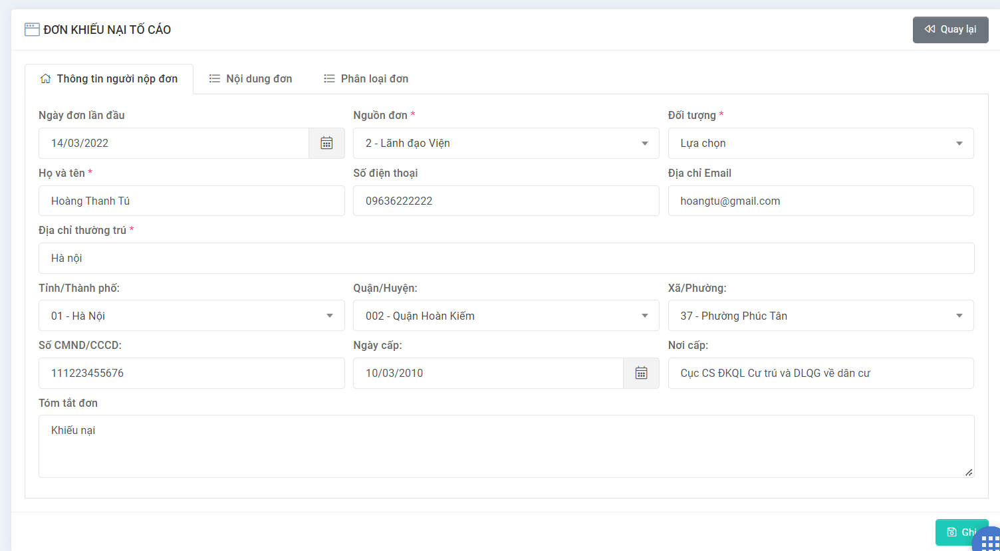 ĐƠN KHIẾU NẠI TỐ CÁO
Quay lại
Thông tin người nộp đơn
Nội dung đơn
Phân loại đơn
Ngày đơn lần đầu
Nguồn đơn *
Đối tượng *
14/03/2022
2 - Lãnh đạo Viện
Lựa chọn
Họ và tên *
Số điện thoại
Địa chỉ Email
Hoàng Thanh Tú
09636222222
hoangtu@gmail.com
Địa chỉ thường trú *
Hà nội
Tỉnh/Thành phố:
Quận/Huyện:
Xã/Phường:
01 - Hà Nội
002 - Quận Hoàn Kiếm
37 - Phường Phúc Tân
Số CMND/CCCD:
Ngày cấp:
Nơi cấp:
111223455676
10/03/2010
Cục CS ĐKQL Cư trú và DLQG về dân cư
Tóm tắt đơn
Khiếu nại
Ghi